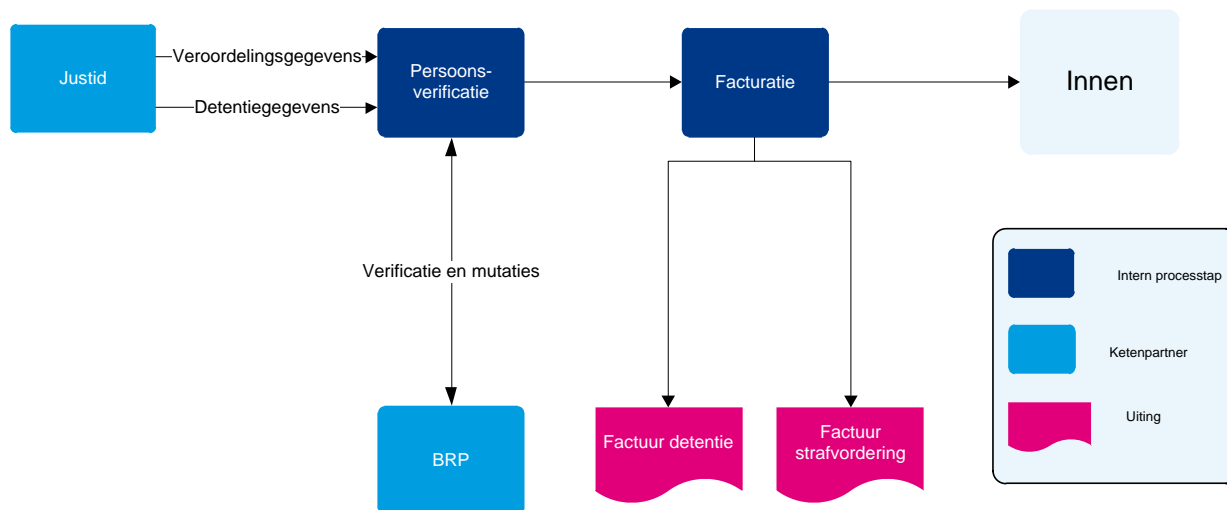 Justid
Veroordelingsgegevens
Detentiegegevens
Persoons-
verificatie
Facturatie
Innen
Verificatie en mutaties
BRP
Factuur detentie
Factuur
strafvordering
Intern processtap
Ketenpartner
Uiting